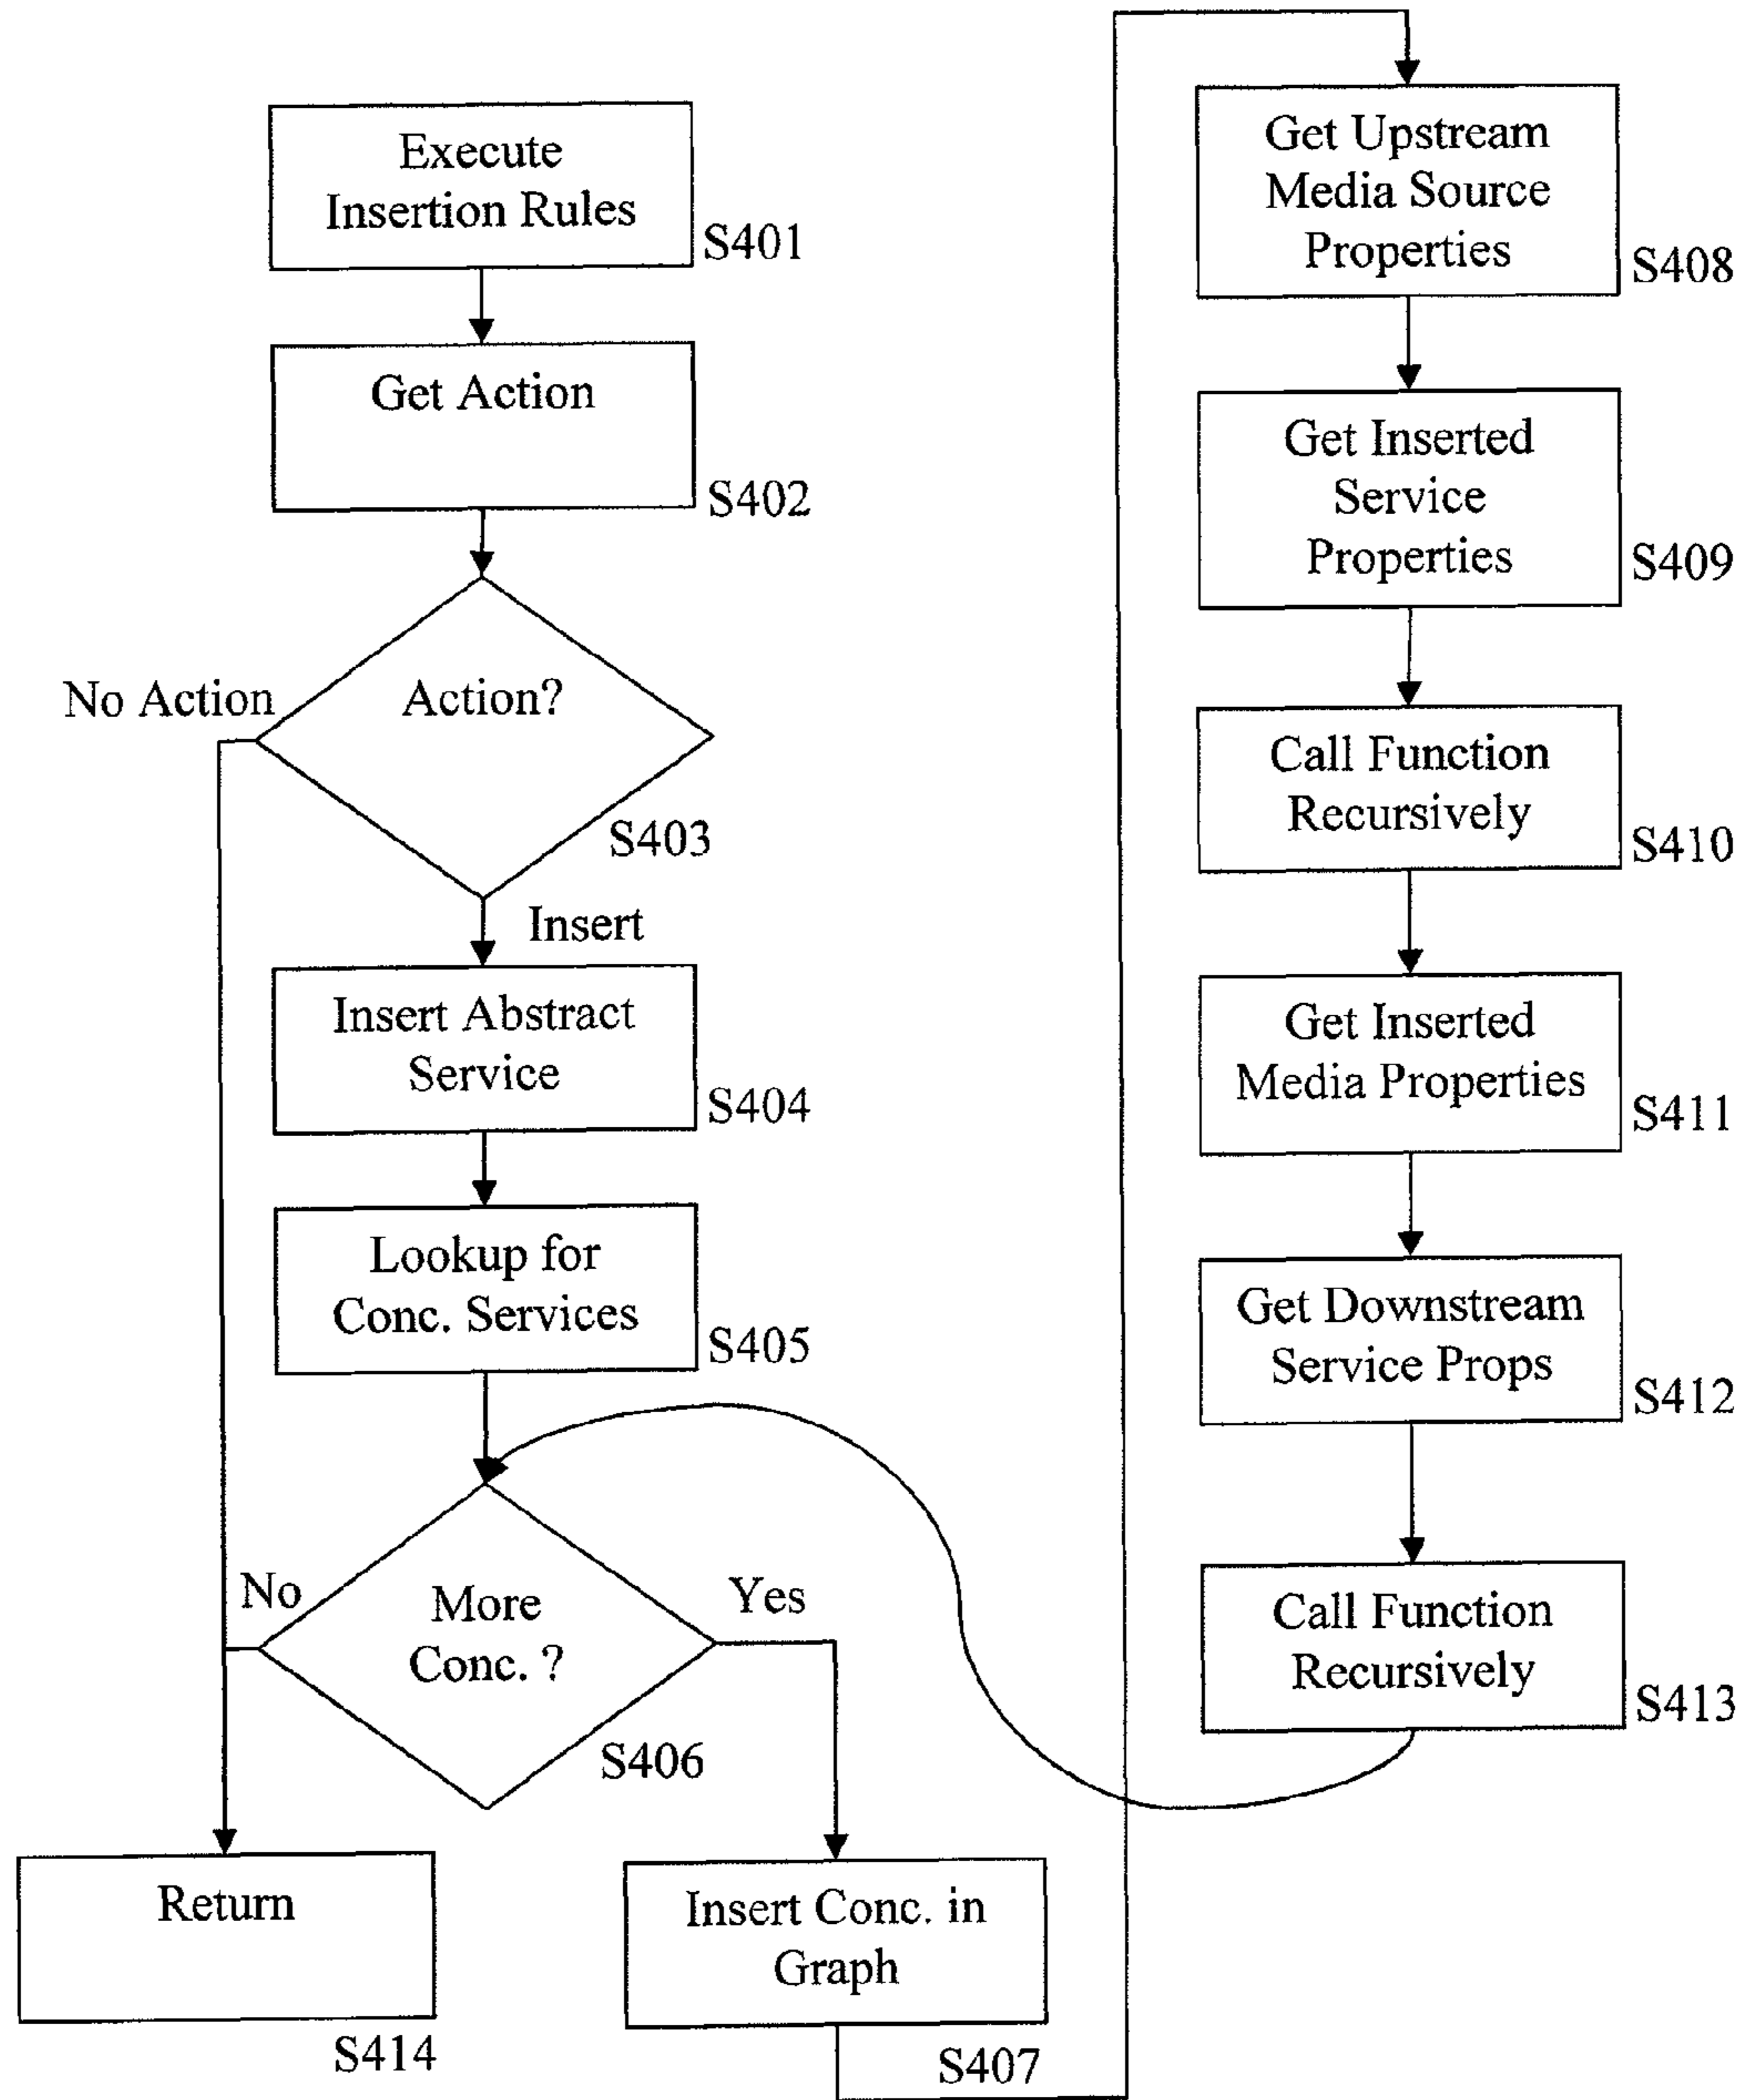 Execute
Insertion Rules
S401
Get Action
S402
No Action
Action?
S403
Insert
Insert Abstract
Service
S404
Lookup for
Conc. Services
S405
No
More
Conc. ?
Yes
S406
Return
S414
Insert Conc. in
Graph
S407
Get Upstream
Media Source
Properties
S408
Get Inserted
Service
Properties
S409
Call Function
Recursively
S410
Get Inserted
Media Properties
S411
Get Downstream
Service Props
S412
Call Function
Recursively
S413